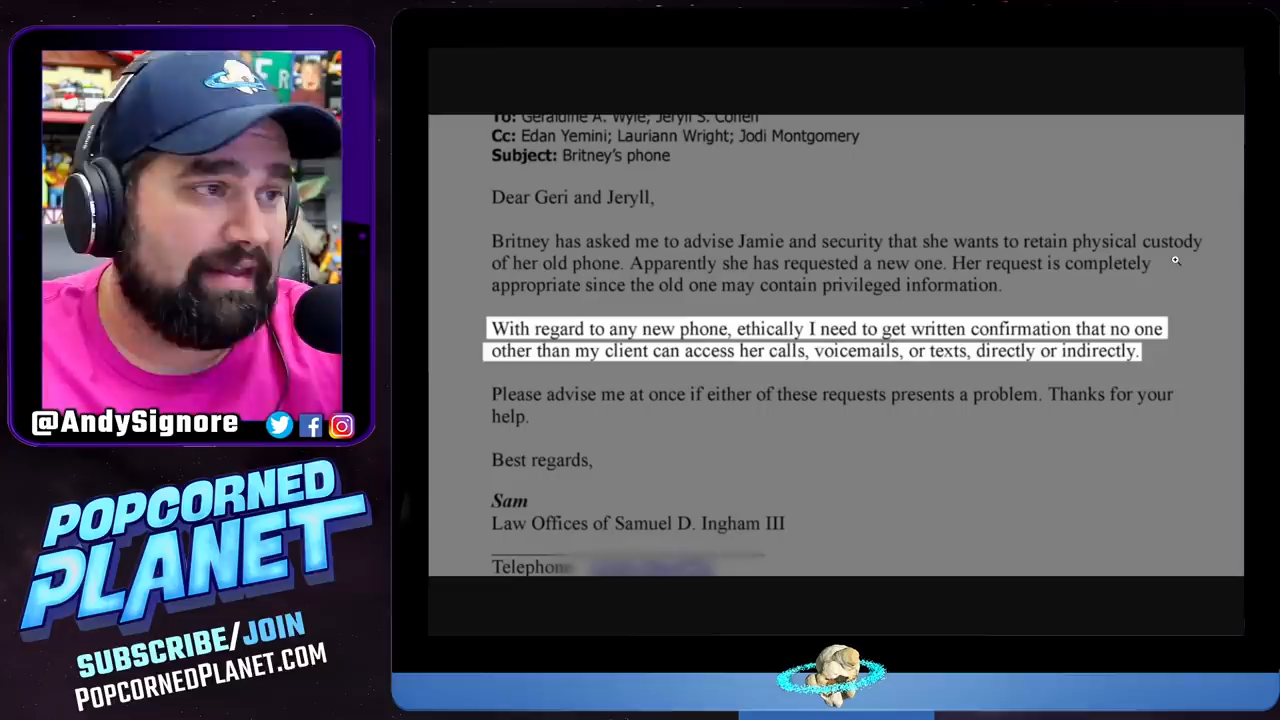 To: Geraldine A. Wyle; Jeryll S. Cohen
Cc: Edan Yemini; Lauriann Wright; Jodi Montgomery
Subject: Britney's phone
Dear Geri and Jeryll,
Britney has asked me to advise Jamie and security that she wants to retain physical custody
of her old phone. Apparently she has requested a new one. Her request is completely
appropriate since the old one may contain privileged information.
With regard to any new phone, ethically I need to get written confirmation that no one
other than my client can access her calls, voicemails, or texts, directly or indirectly.
Please advise me at once if either of these requests presents a problem. Thanks for your
help.
Best regards,
Sam
Law Offices of Samuel D. Ingham III
Telephone
@AndySignore
POPCORNED
PLANET
SUBSCRIBE/JOIN
POPCORNEDPLANET.COM